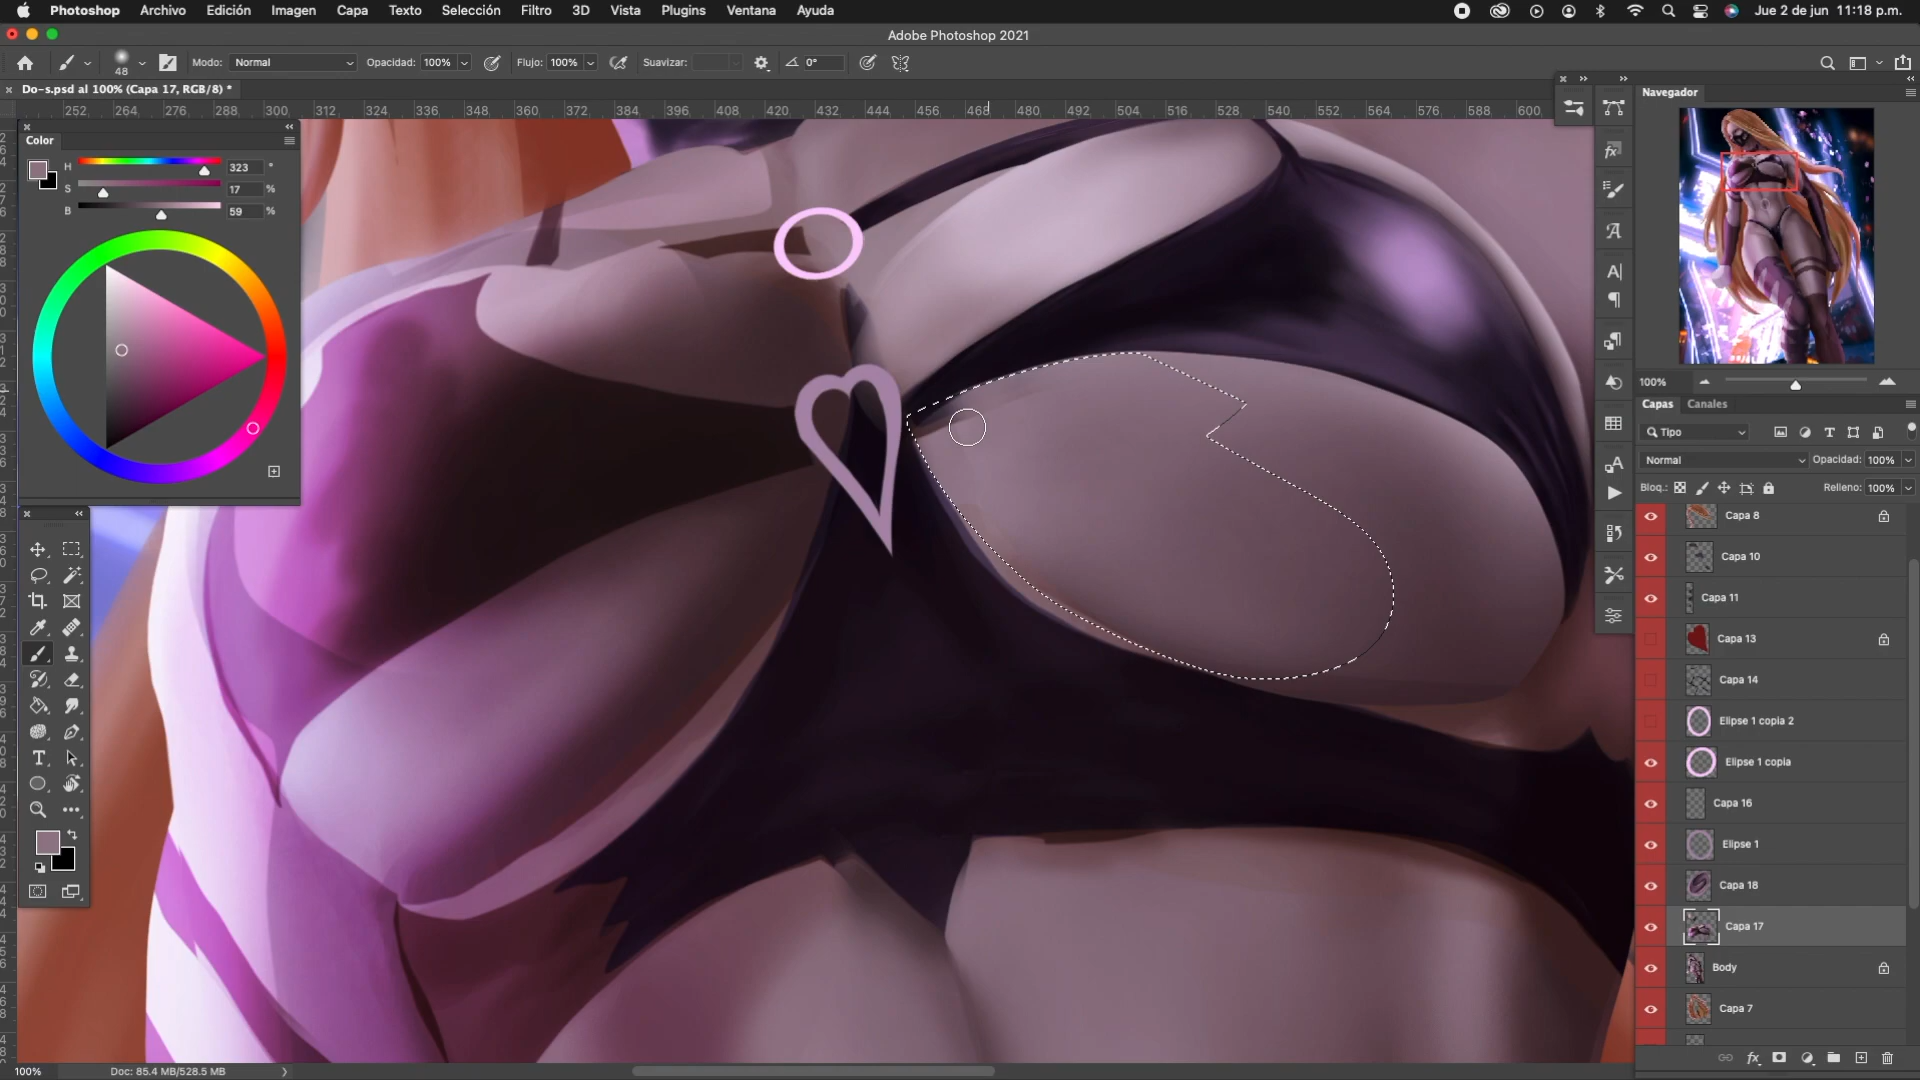 Photoshop Archivo Edición Imagen Capa Texto Selección Filtro 3D Vista Plugins Ventana Ayuda Jue 2 de jun 11:18 p.m.
Adobe Photoshop 2021
48 Modo: Normal Opacidad: 100% Flujo: 100% Suavizar: 0°
Do-s.psd al 100% (Capa 17, RGB/8) *
252 264 276 288 300 312 324 336 348 360 372 384 396 408 420 432 444 456 468 480 492 504 516 528 540 552 564 576 588 600
Color
H 323 °
S 17 %
B 59 %
Navegador
100%
Capas Canales
Tipo
Normal Opacidad: 100%
Bloq.: Relleno: 100%
Capa 8
Capa 10
Capa 11
Capa 13
Capa 14
Elipse 1 copia 2
Elipse 1 copia
Capa 16
Elipse 1
Capa 18
Capa 17
Body
Capa 7
100% Doc: 85.4 MB/528.5 MB